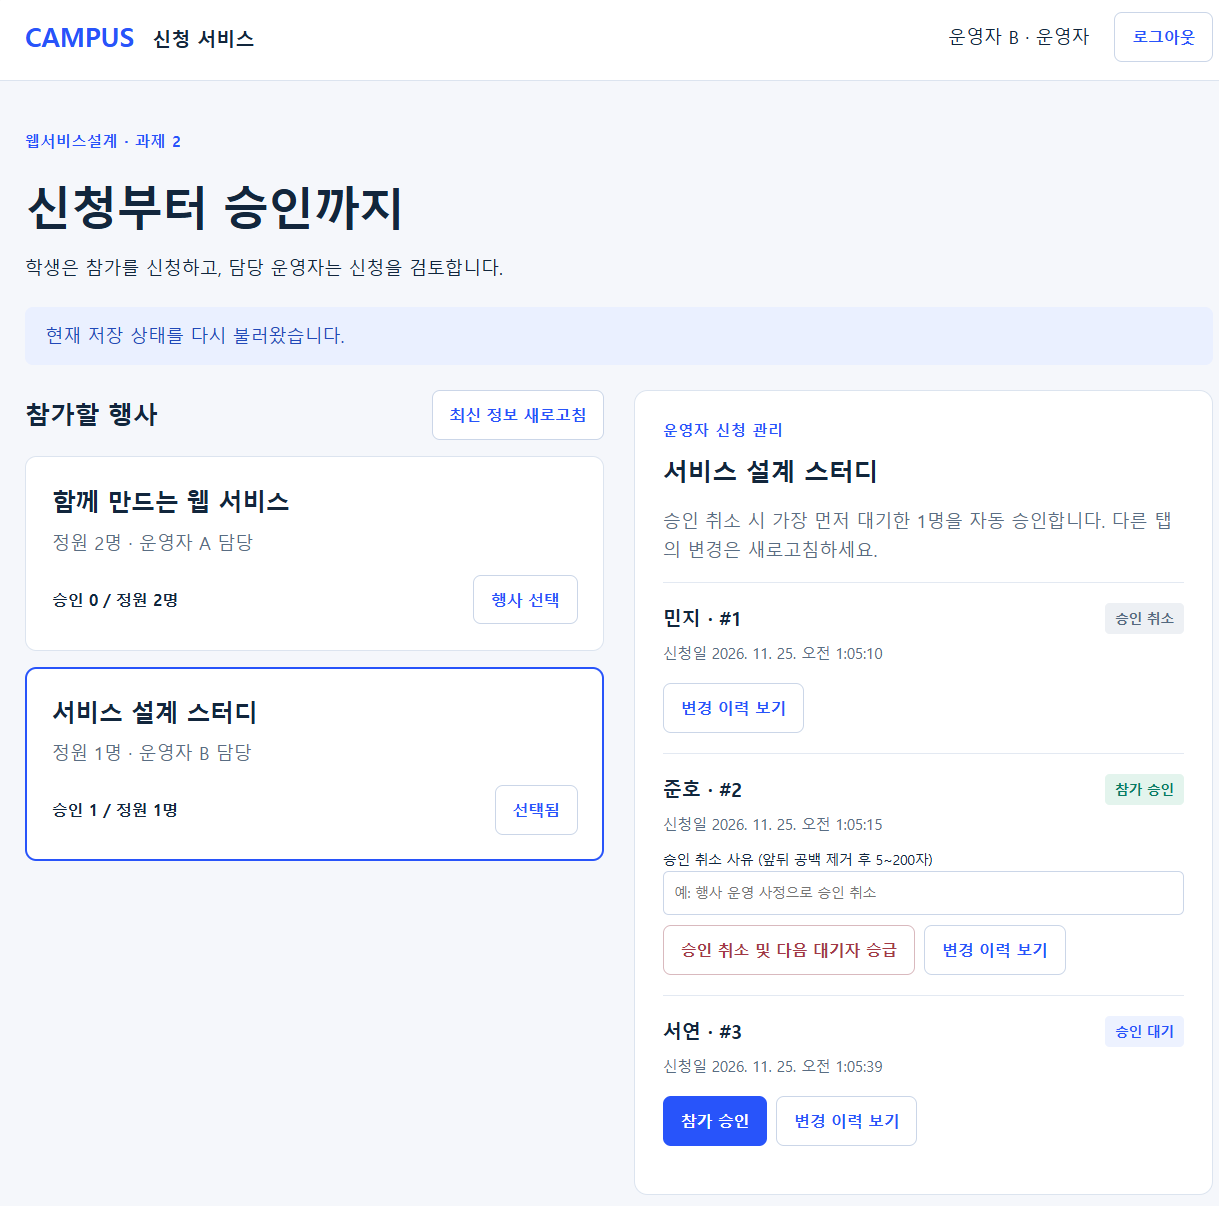 CAMPUS 신청 서비스
운영자 B · 운영자
로그아웃
웹서비스설계 · 과제 2
신청부터 승인까지
학생은 참가를 신청하고, 담당 운영자는 신청을 검토합니다.
현재 저장 상태를 다시 불러왔습니다.
참가할 행사
최신 정보 새로고침
함께 만드는 웹 서비스
정원 2명 · 운영자 A 담당
승인 0 / 정원 2명
행사 선택
서비스 설계 스터디
정원 1명 · 운영자 B 담당
승인 1 / 정원 1명
선택됨
운영자 신청 관리
서비스 설계 스터디
승인 취소 시 가장 먼저 대기한 1명을 자동 승인합니다. 다른 탭
의 변경은 새로고침하세요.
민지 · #1
승인 취소
신청일 2026. 11. 25. 오전 1:05:10
변경 이력 보기
준호 · #2
참가 승인
신청일 2026. 11. 25. 오전 1:05:15
승인 취소 사유 (앞뒤 공백 제거 후 5~200자)
예: 행사 운영 사정으로 승인 취소
승인 취소 및 다음 대기자 승급
변경 이력 보기
서연 · #3
승인 대기
신청일 2026. 11. 25. 오전 1:05:39
참가 승인
변경 이력 보기